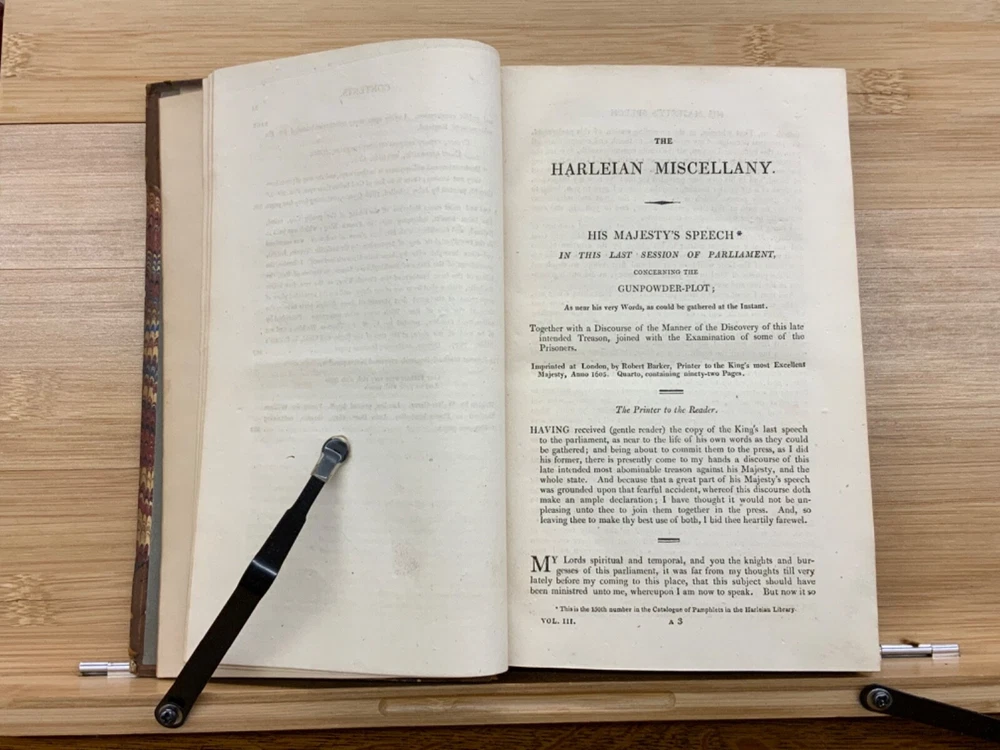 THE
HARLEIAN MISCELLANY.
HIS MAJESTY'S SPEECH*
IN THIS LAST SESSION OF PARLIAMENT,
CONCERNING THE
GUNPOWDER-PLOT;
As near his very Words, as could be gathered at the Instant.
Together with a Discourse of the Manner of the Discovery of this late
intended Treason, joined with the Examination of some of the
Prisoners.
Imprinted at London, by Robert Barker, Printer to the King's most Excellent
Majesty, Anno 1605. Quarto, containing ninety-two Pages.
The Printer to the Reader.
HAVING received (gentle reader) the copy of the King's last speech
to the parliament, as near to the life of his own words as they could
be gathered; and being about to commit them to the press, as I did
his former, there is presently come to my hands a discourse of this
late intended most abominable treason against his Majesty, and the
whole state. And because that a great part of his Majesty's speech
was grounded upon that fearful accident, whereof this discourse doth
make an ample declaration; I have thought it would not be un-
pleasing unto thee to join them together in the press. And, so
leaving thee to make thy best use of both, I bid thee heartily farewel.
MY Lords spiritual and temporal, and you the knights and bur-
gesses of this parliament, it was far from my thoughts till very
lately before my coming to this place, that this subject should have
been ministred unto me, whereupon I am now to speak. But now it so
* This is the 130th number in the Catalogue of Pamphlets in the Harleian Library
VOL. III. A 3